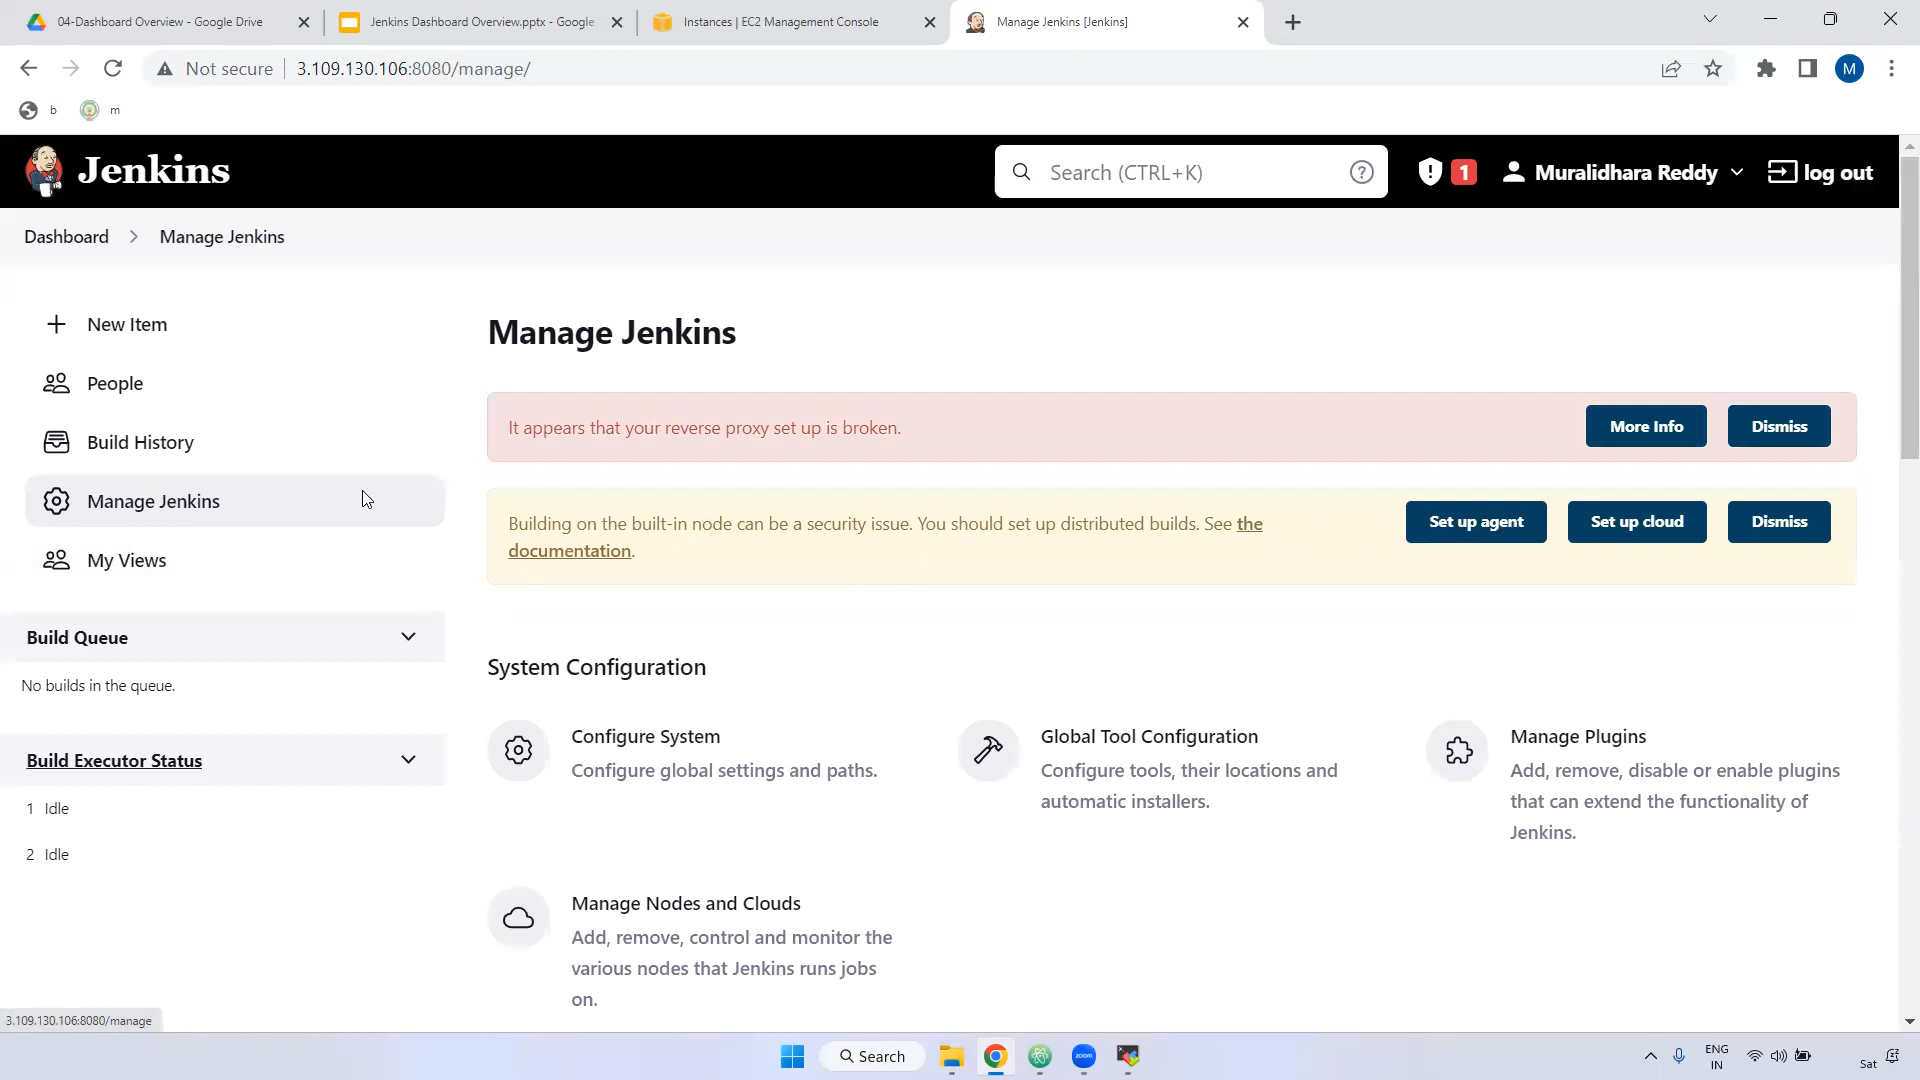 04-Dashboard Overview - Google Drive
Jenkins Dashboard Overview.pptx - Google
Instances | EC2 Management Console
Manage Jenkins [Jenkins]
Not secure
3.109.130.106:8080/manage/
M
b
m
Jenkins
Search (CTRL+K)
1
Muralidhara Reddy
log out
Dashboard
Manage Jenkins
New Item
People
Build History
Manage Jenkins
My Views
Build Queue
No builds in the queue.
Build Executor Status
1 Idle
2 Idle
Manage Jenkins
It appears that your reverse proxy set up is broken.
More Info
Dismiss
Building on the built-in node can be a security issue. You should set up distributed builds. See the
documentation.
Set up agent
Set up cloud
Dismiss
System Configuration
Configure System
Configure global settings and paths.
Global Tool Configuration
Configure tools, their locations and
automatic installers.
Manage Plugins
Add, remove, disable or enable plugins
that can extend the functionality of
Jenkins.
Manage Nodes and Clouds
Add, remove, control and monitor the
various nodes that Jenkins runs jobs
on.
3.109.130.106:8080/manage
Search
zoom
ENG
IN
Sat